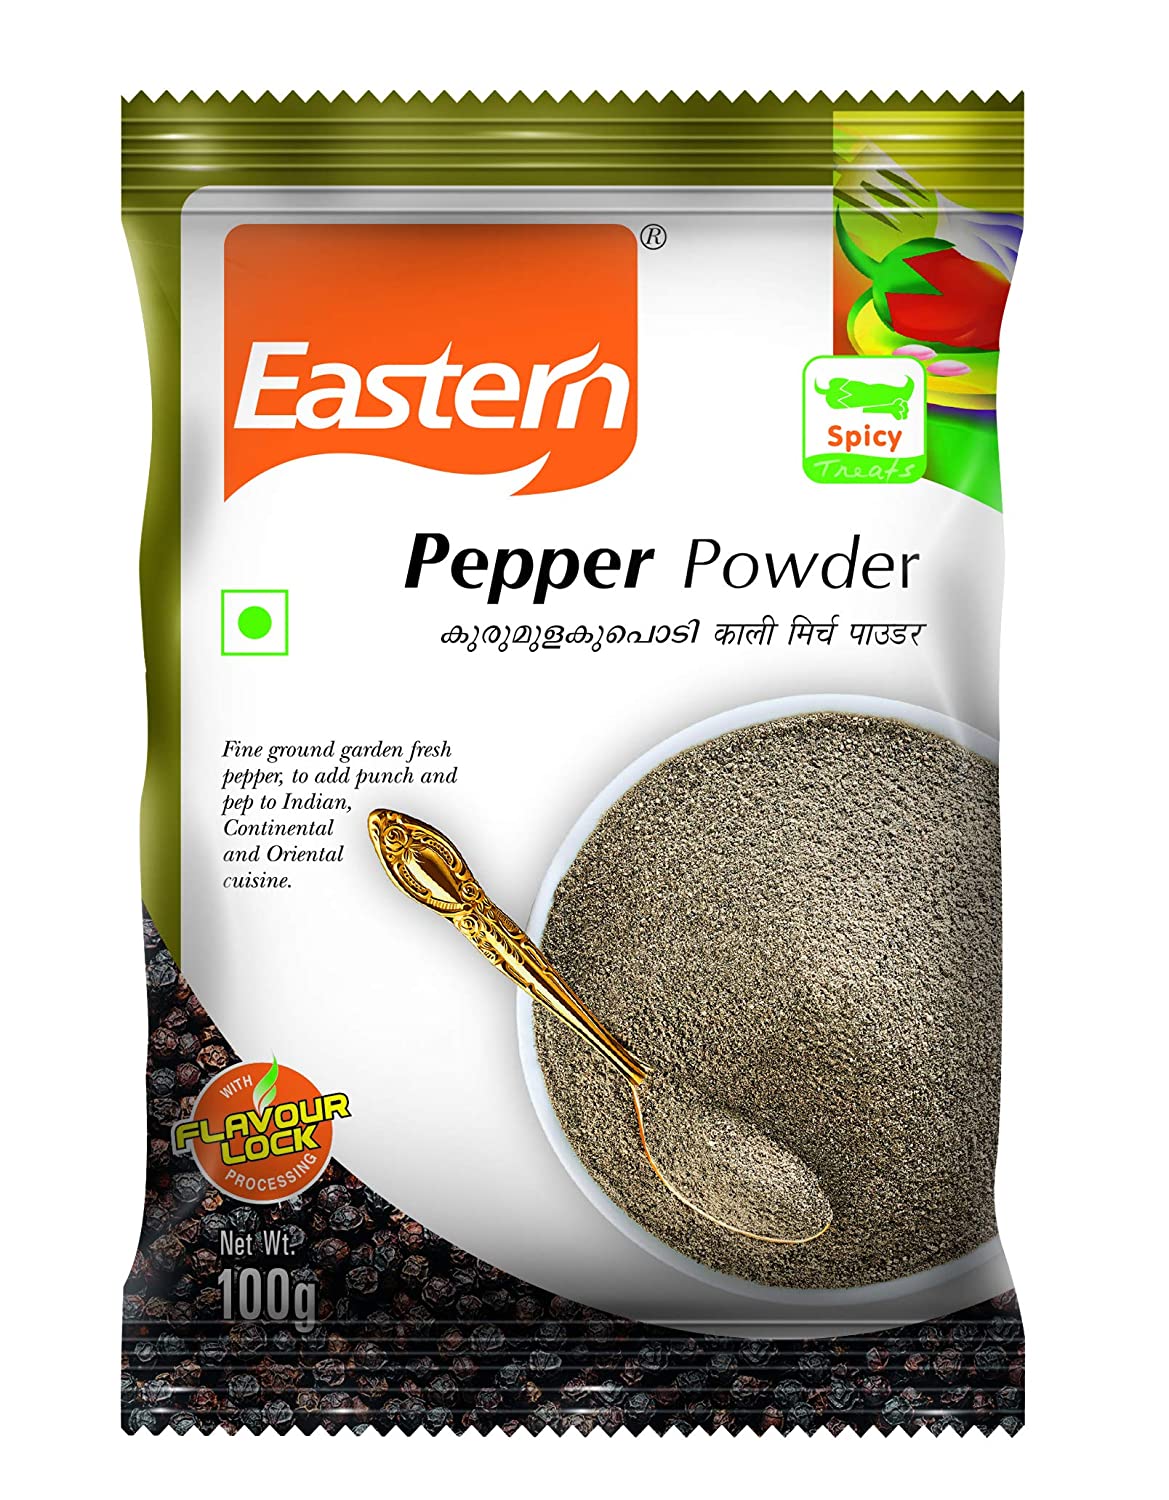 Eastern®
Spicy
Treats
Pepper Powder
കുരുമുളകുപൊടി काली मिर्च पाउडर
Fine ground garden fresh
pepper, to add punch and
pep to Indian,
Continental
and Oriental
cuisine.
WITH
FLAVOUR
LOCK
PROCESSING
Net Wt.
100g